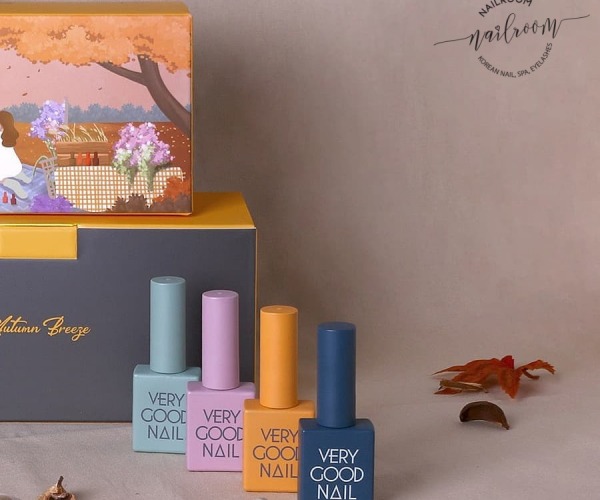 NAILROOM
nailroom
KOREAN NAIL, SPA, EYELASHES
Autumn Breeze
VERY
GOOD
NAIL
VERY
GOOD
NAIL
VERY
GOOD
NAIL
VERY
GOOD
NAIL